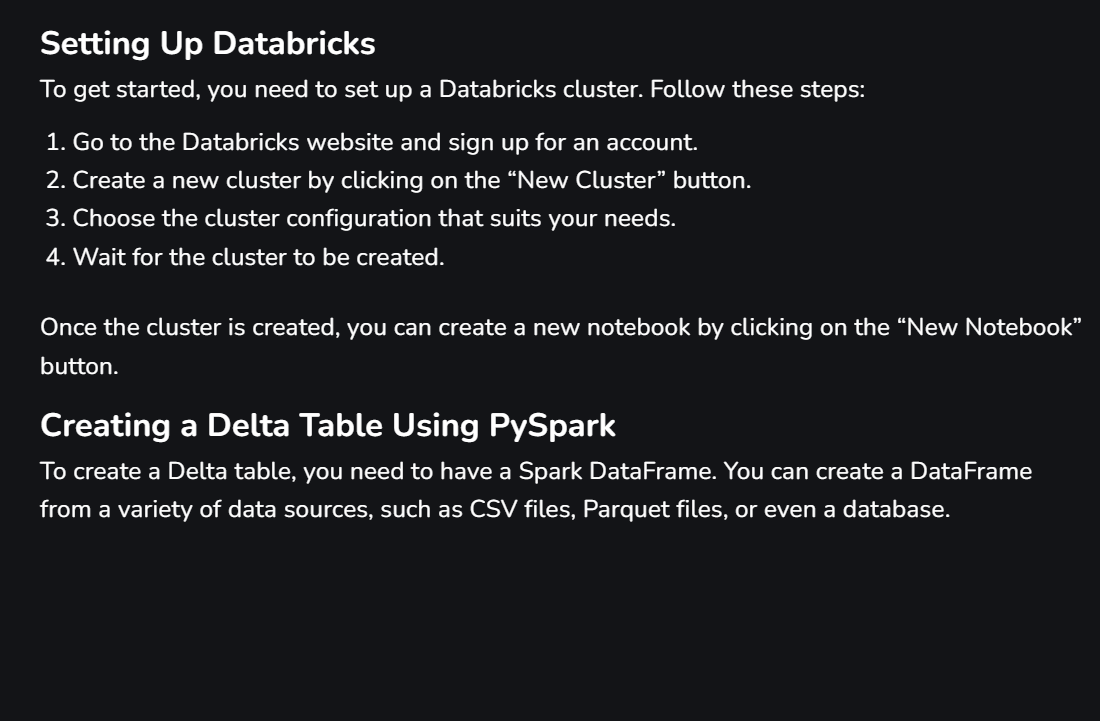 Setting Up Databricks
To get started, you need to set up a Databricks cluster. Follow these steps:
1. Go to the Databricks website and sign up for an account.
2. Create a new cluster by clicking on the “New Cluster” button.
3. Choose the cluster configuration that suits your needs.
4. Wait for the cluster to be created.
Once the cluster is created, you can create a new notebook by clicking on the “New Notebook”
button.
Creating a Delta Table Using PySpark
To create a Delta table, you need to have a Spark DataFrame. You can create a DataFrame
from a variety of data sources, such as CSV files, Parquet files, or even a database.